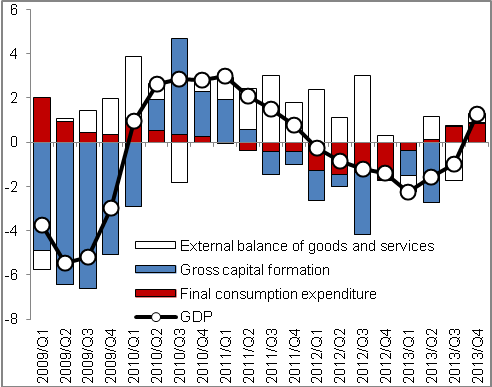 6
4
2
0
-2
-4
-6
-8
External balance of goods and services
Gross capital formation
Final consumption expenditure
GDP
2009/Q1
2009/Q2
2009/Q3
2009/Q4
2010/Q1
2010/Q2
2010/Q3
2010/Q4
2011/Q1
2011/Q2
2011/Q3
2011/Q4
2012/Q1
2012/Q2
2012/Q3
2012/Q4
2013/Q1
2013/Q2
2013/Q3
2013/Q4